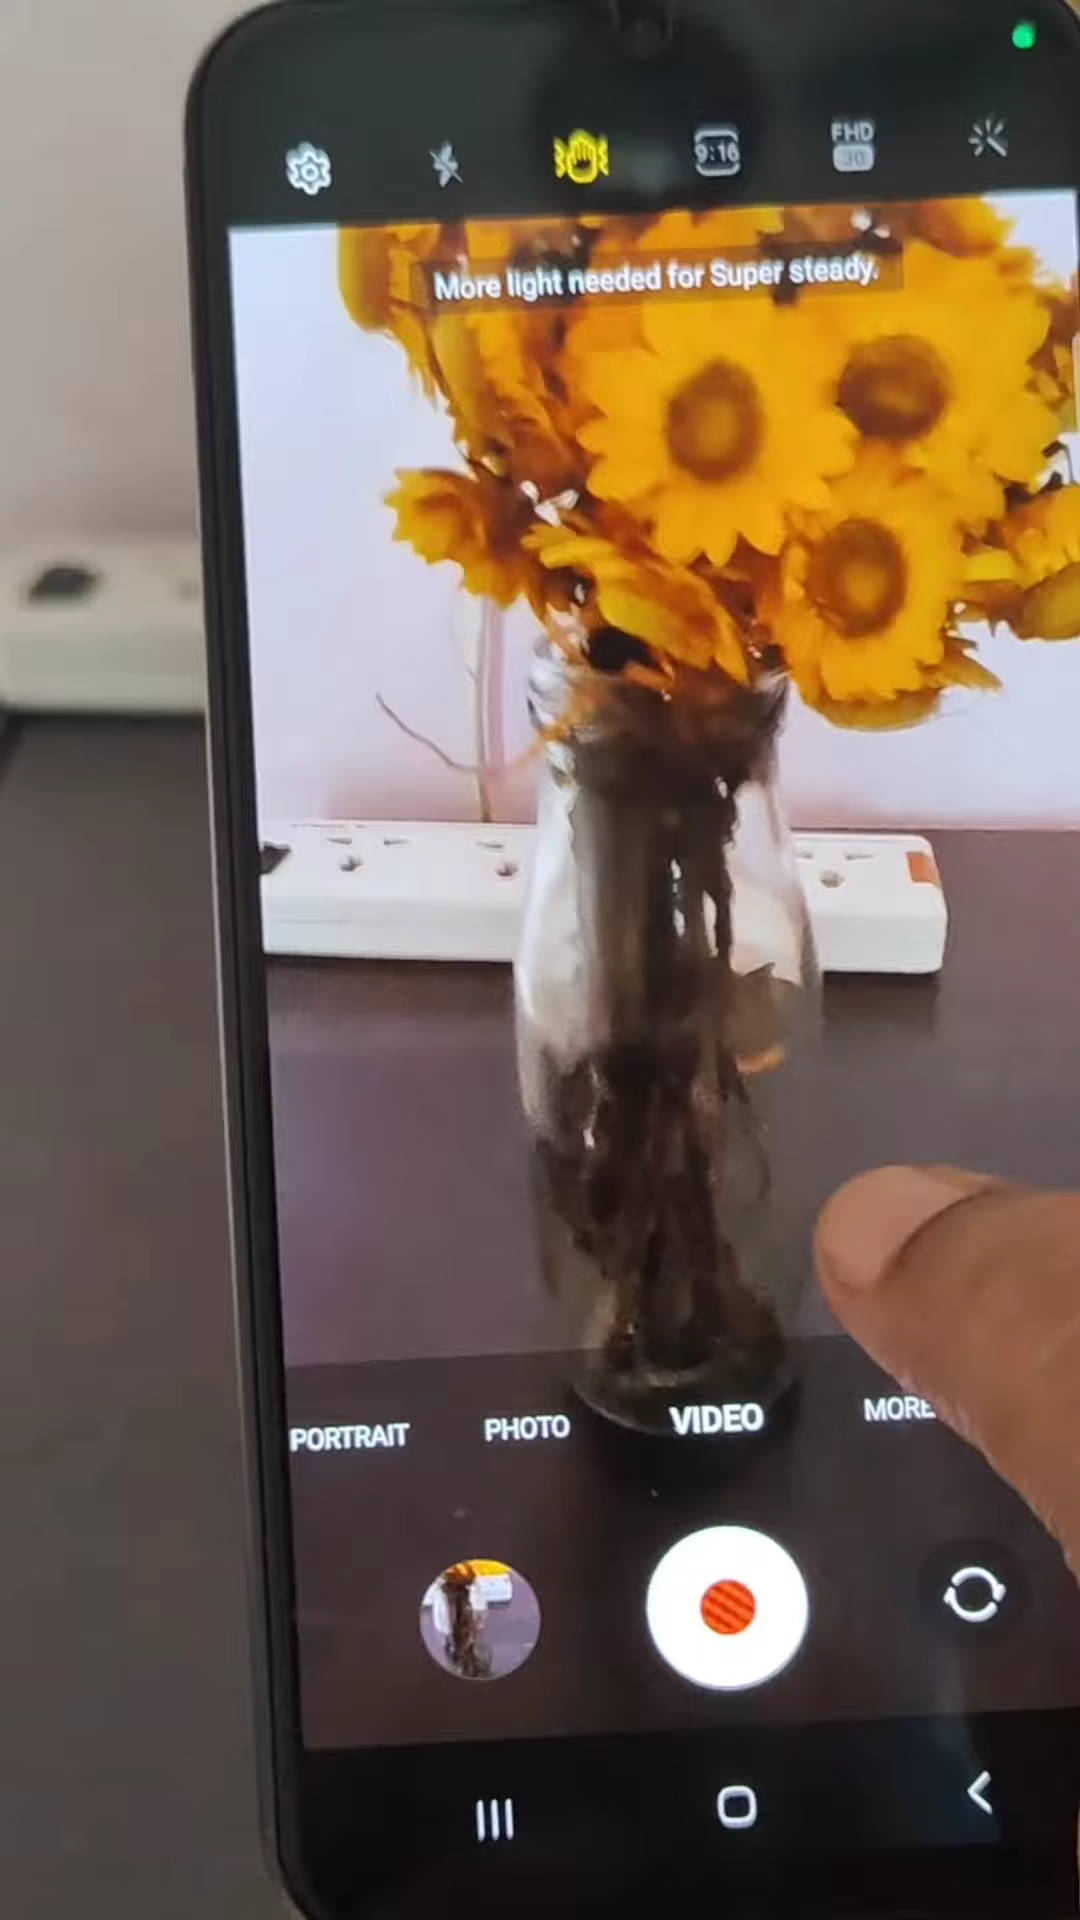 9:16
FHD
30
More light needed for Super steady.
PORTRAIT PHOTO VIDEO MORE